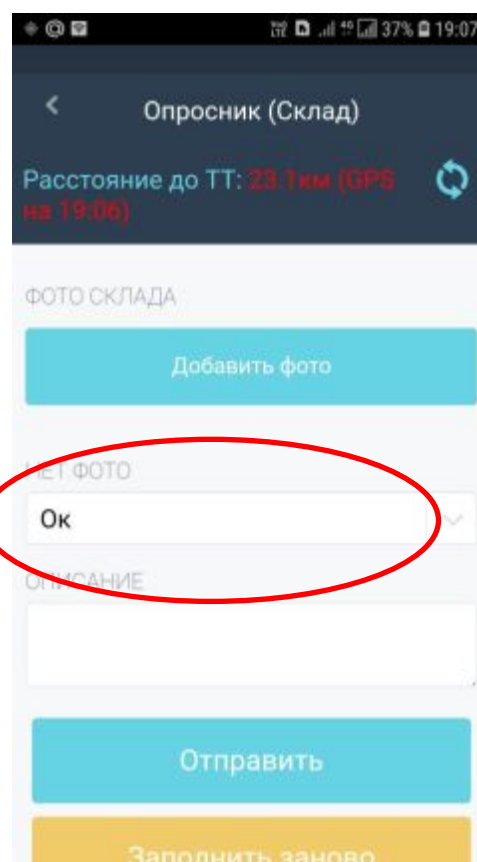 37% 19:07
Опросник (Склад)
Расстояние до ТТ: 23.1км (GPS
на 19:06)
ФОТО СКЛАДА
Добавить фото
НЕТ ФОТО
Ок
ОПИСАНИЕ
Отправить
Заполнить заново